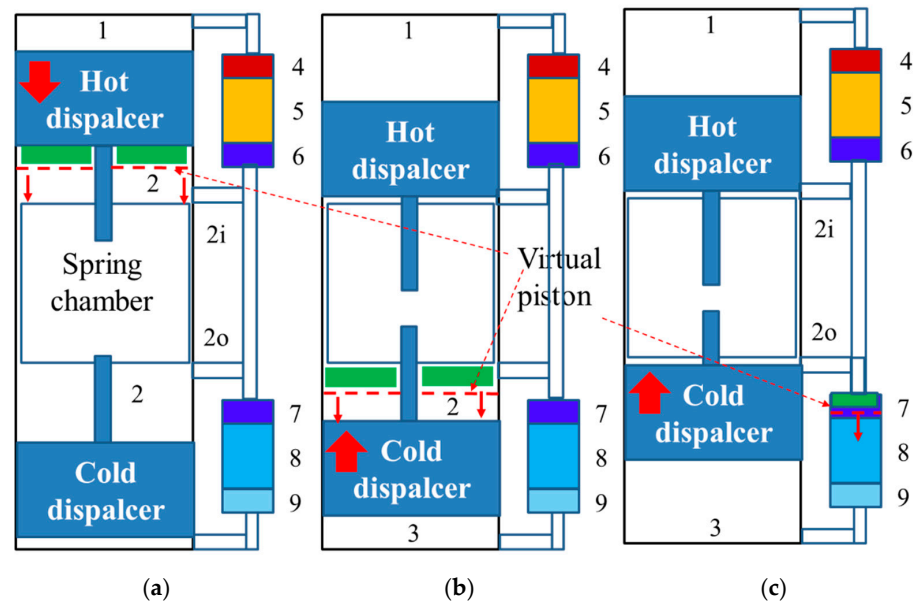 1
Hot
dispalcer
2
Spring
chamber
2
Cold
dispalcer
4
5
6
2i
2o
7
8
9
(a)
1
Hot
dispalcer
2
Cold
dispalcer
3
4
5
6
Virtual
piston
7
8
9
(b)
1
Hot
dispalcer
Cold
dispalcer
3
4
5
6
2i
2o
7
8
9
(c)